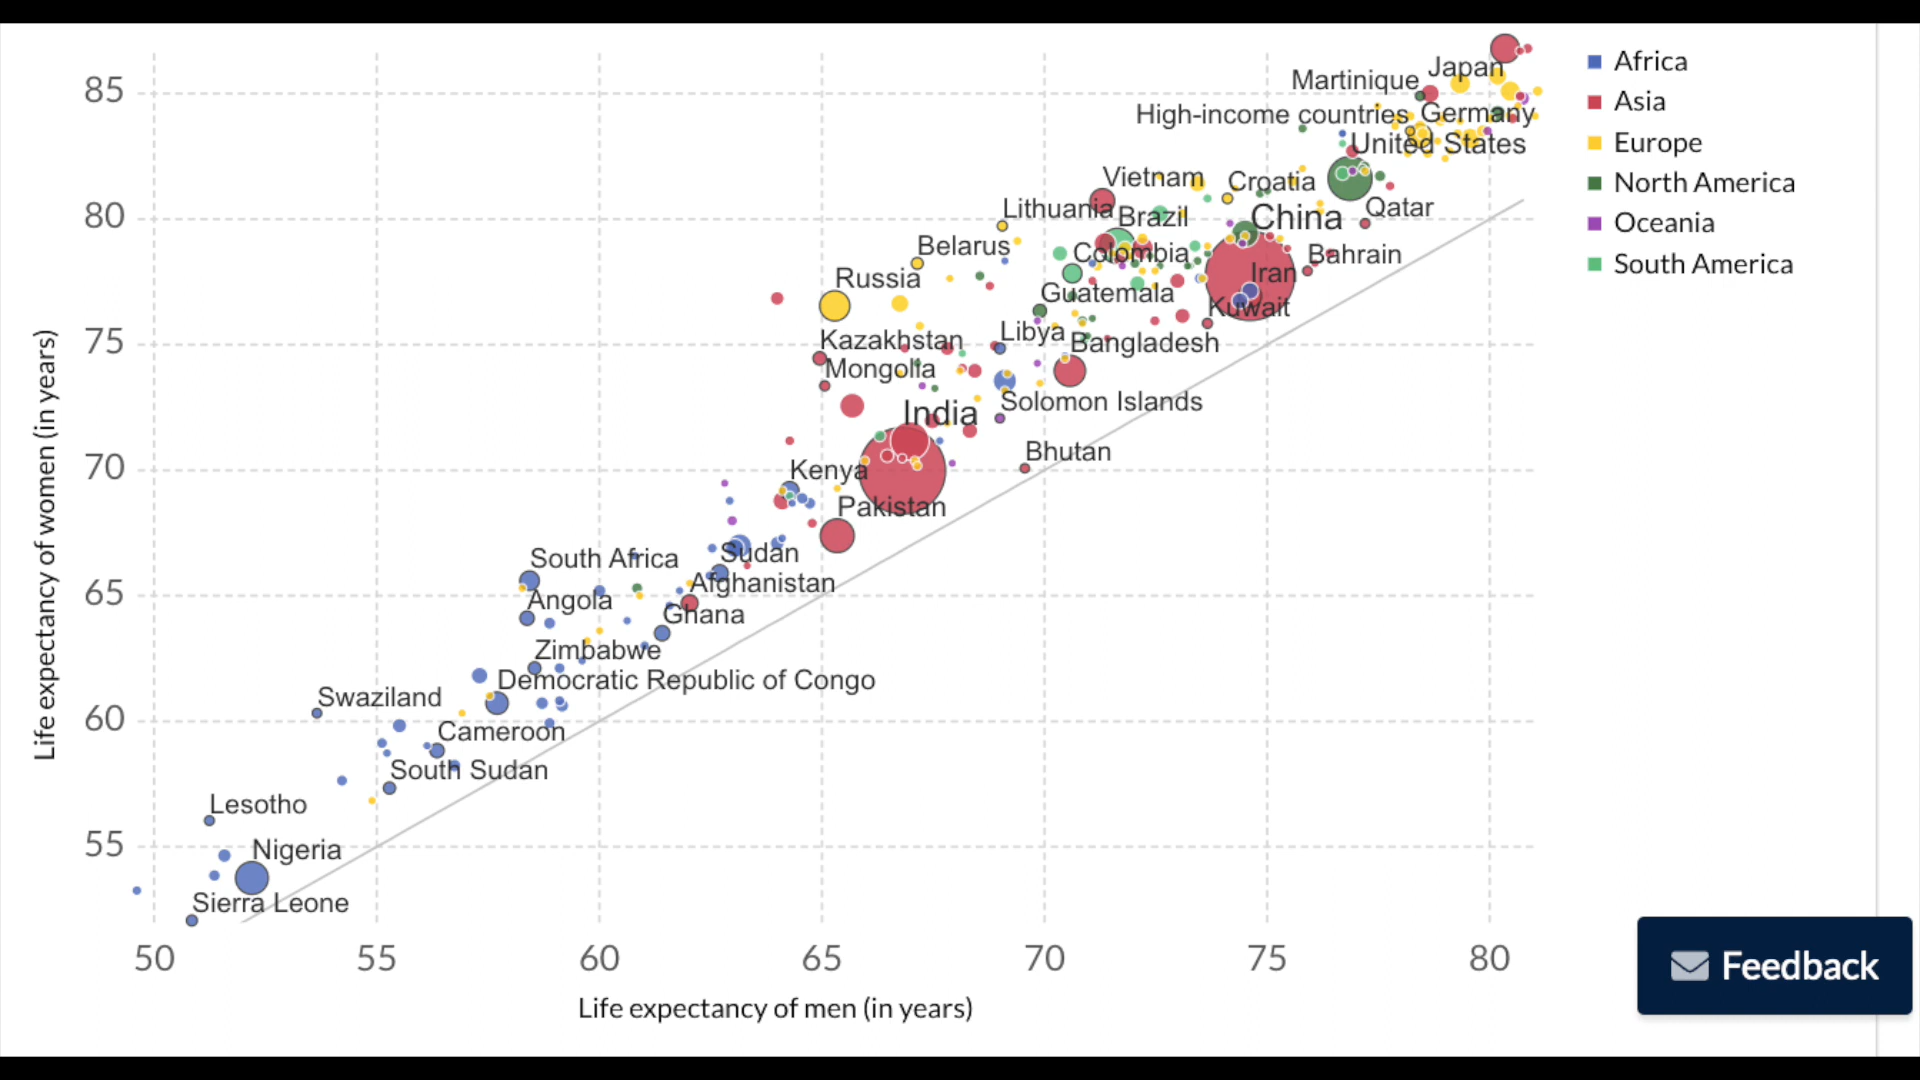 Africa
Asia
Europe
North America
Oceania
South America
Japan
Martinique
High-income countries
Germany
United States
Vietnam
Croatia
Lithuania
Brazil
China
Qatar
Belarus
Colombia
Bahrain
Russia
Iran
Guatemala
Kuwait
Kazakhstan
Libya
Bangladesh
Mongolia
India
Solomon Islands
Bhutan
Kenya
Pakistan
South Africa
Sudan
Afghanistan
Angola
Ghana
Zimbabwe
Democratic Republic of Congo
Swaziland
Cameroon
South Sudan
Lesotho
Nigeria
Sierra Leone
85
80
75
70
65
60
55
Life expectancy of women (in years)
50 55 60 65 70 75 80
Life expectancy of men (in years)
Feedback